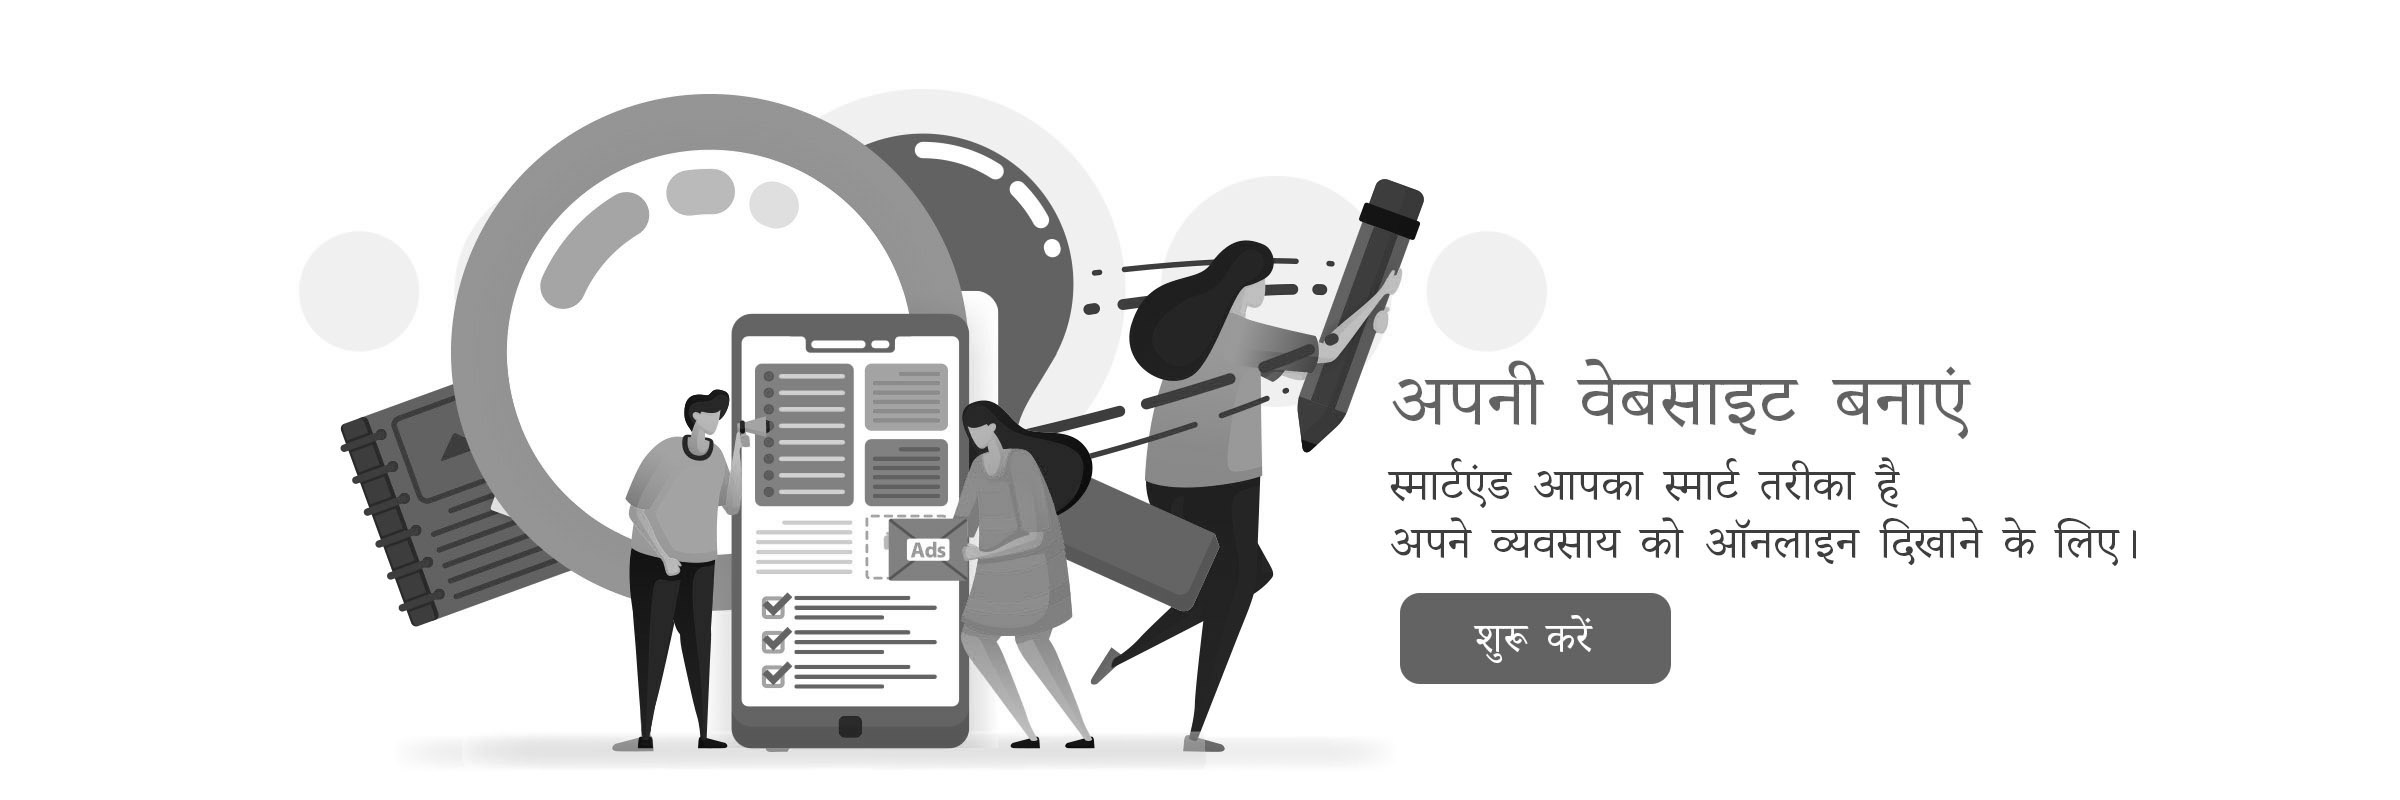 Ads
अपनी वेबसाइट बनाएं
स्मार्टएंड आपका स्मार्ट तरीका है
अपने व्यवसाय को ऑनलाइन दिखाने के लिए।
शुरू करें